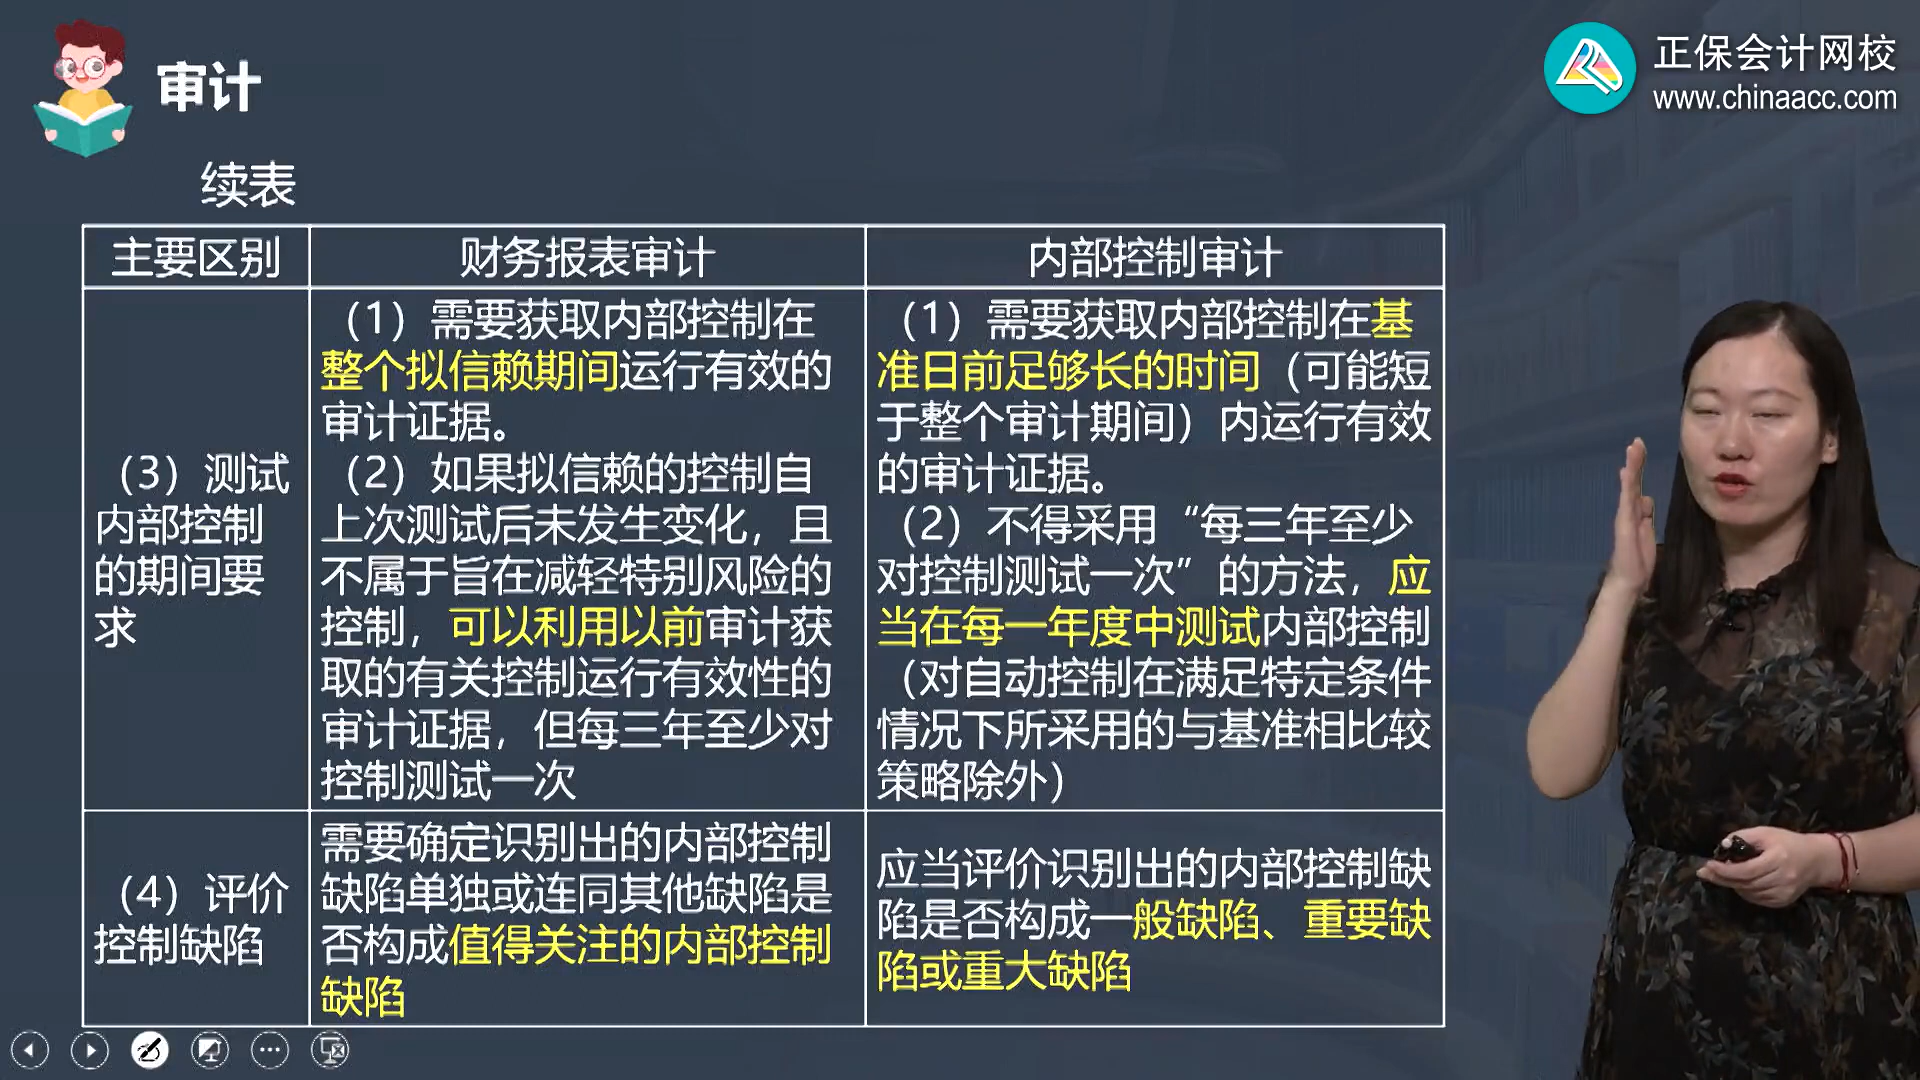 审计
正保会计网校
www.chinaacc.com
续表
主要区别
财务报表审计
内部控制审计
（3）测试
内部控制
的期间要
求
（1）需要获取内部控制在
整个拟信赖期间运行有效的
审计证据。
（2）如果拟信赖的控制自
上次测试后未发生变化，且
不属于旨在减轻特别风险的
控制，可以利用以前审计获
取的有关控制运行有效性的
审计证据，但每三年至少对
控制测试一次
（1）需要获取内部控制在基
准日前足够长的时间（可能短
于整个审计期间）内运行有效
的审计证据。
（2）不得采用“每三年至少
对控制测试一次”的方法，应
当在每一年度中测试内部控制
（对自动控制在满足特定条件
情况下所采用的与基准相比较
策略除外）
（4）评价
控制缺陷
需要确定识别出的内部控制
缺陷单独或连同其他缺陷是
否构成值得关注的内部控制
缺陷
应当评价识别出的内部控制缺
陷是否构成一般缺陷、重要缺
陷或重大缺陷